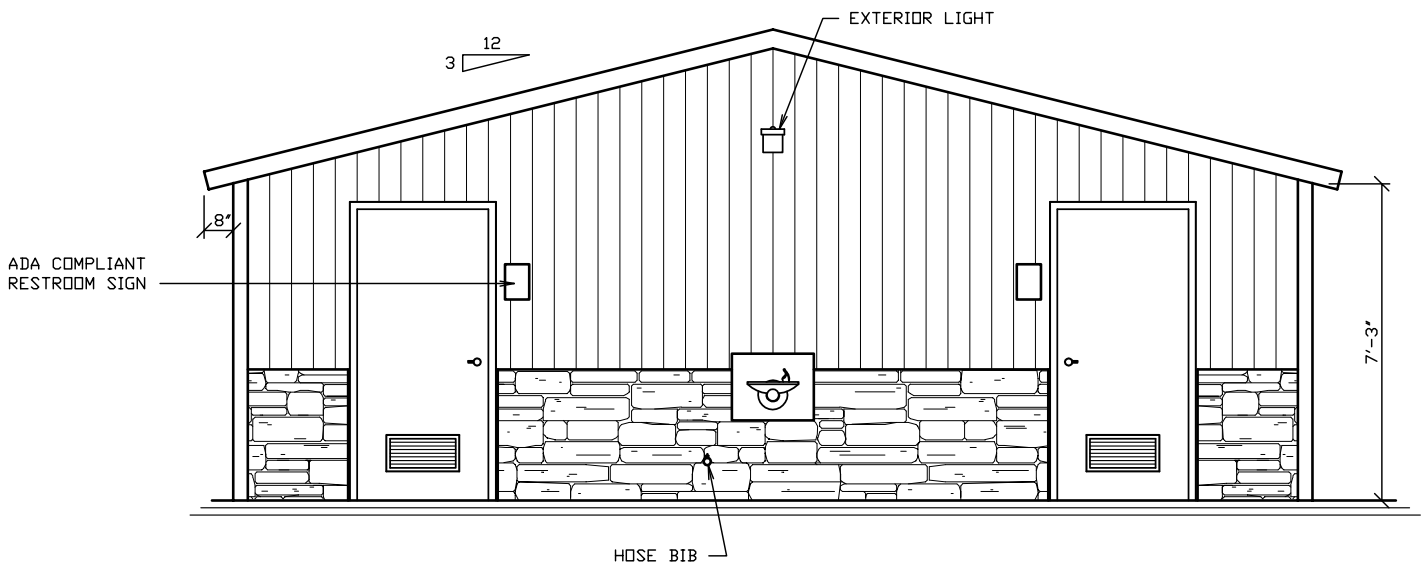 EXTERIOR LIGHT
12
3
8"
ADA COMPLIANT
RESTROOM SIGN
7'-3"
HOSE BIB